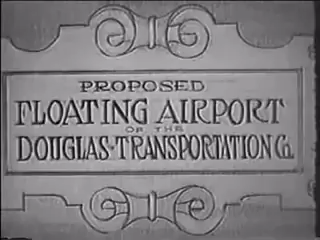 PROPOSED
FLOATING AIRPORT
OF THE
DOUGLAS·TRANSPORTATION Co.